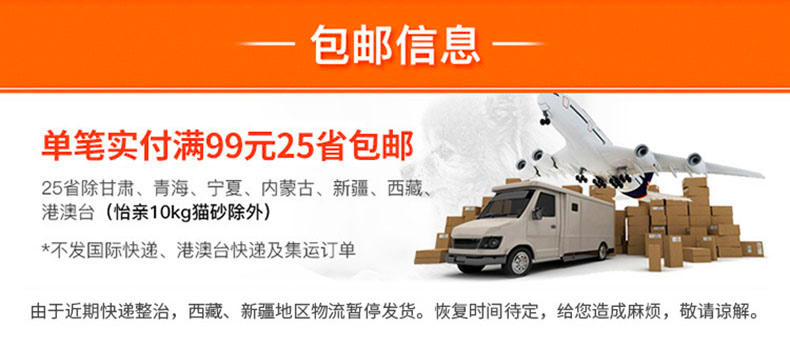 包邮信息
单笔实付满99元25省包邮
25省除甘肃、青海、宁夏、内蒙古、新疆、西藏、
港澳台（怡亲10kg猫砂除外）
*不发国际快递、港澳台快递及集运订单
由于近期快递整治，西藏、新疆地区物流暂停发货。恢复时间待定，给您造成麻烦，敬请谅解。